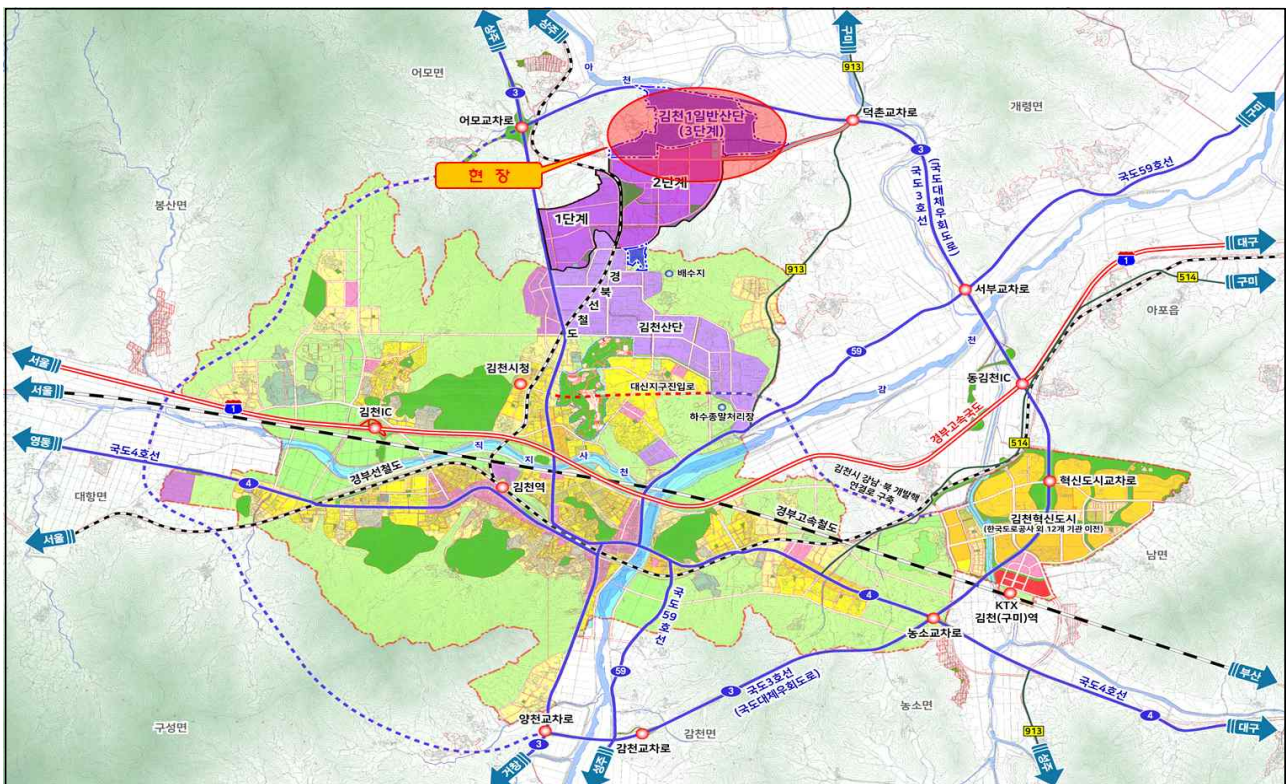 상주
상주
구미
어모면
아
천
913
3
개령면
김천1일반산단
(3단계)
어모교차로
덕촌교차로
구미
현 장
3
2단계
국도3호선
(국도대체우회도로)
국도59호선
봉산면
1단계
대구
1
경
북
선
철
도
배수지
913
514
구미
서부교차로
아포읍
김천산단
천
서울
59
김천시청
동김천IC
서울
대신지구진입로
감
1
김천IC
하수종말처리장
경부고속국도
영동
국도4호선
직
지
사
천
514
경부선철도
김천시 강남·북 개발핵
연결로 구축
4
김천역
혁신도시교차로
대항면
경부고속철도
김천혁신도시
(한국도로공사 외 12개 기관 이전)
서울
남면
4
KTX
김천(구미)역
국도59호선
농소교차로
59
부산
국도3호선
(국도대체우회도로)
3
국도4호선
농소면
구성면
양천교차로
4
3
감천교차로
감천면
913
대구
거창
성주
성주